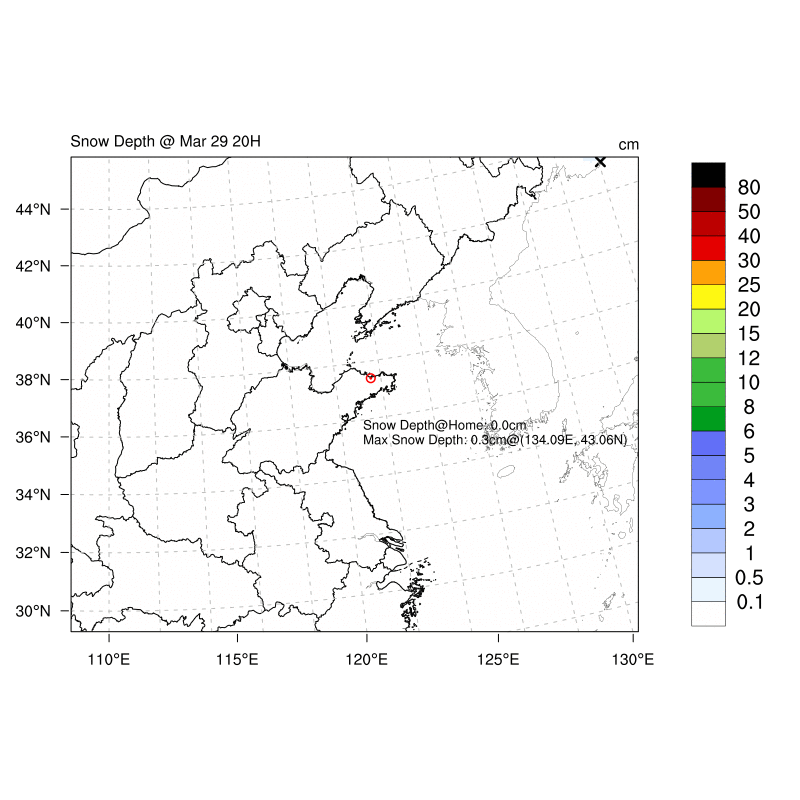 Snow Depth @ Mar 29 20H
cm
44°N
42°N
40°N
38°N
36°N
34°N
32°N
30°N
110°E
115°E
120°E
125°E
130°E
Snow Depth@Home: 0.0cm
Max Snow Depth: 0.3cm@(134.09E, 43.06N)
80
50
40
30
25
20
15
12
10
8
6
5
4
3
2
1
0.5
0.1